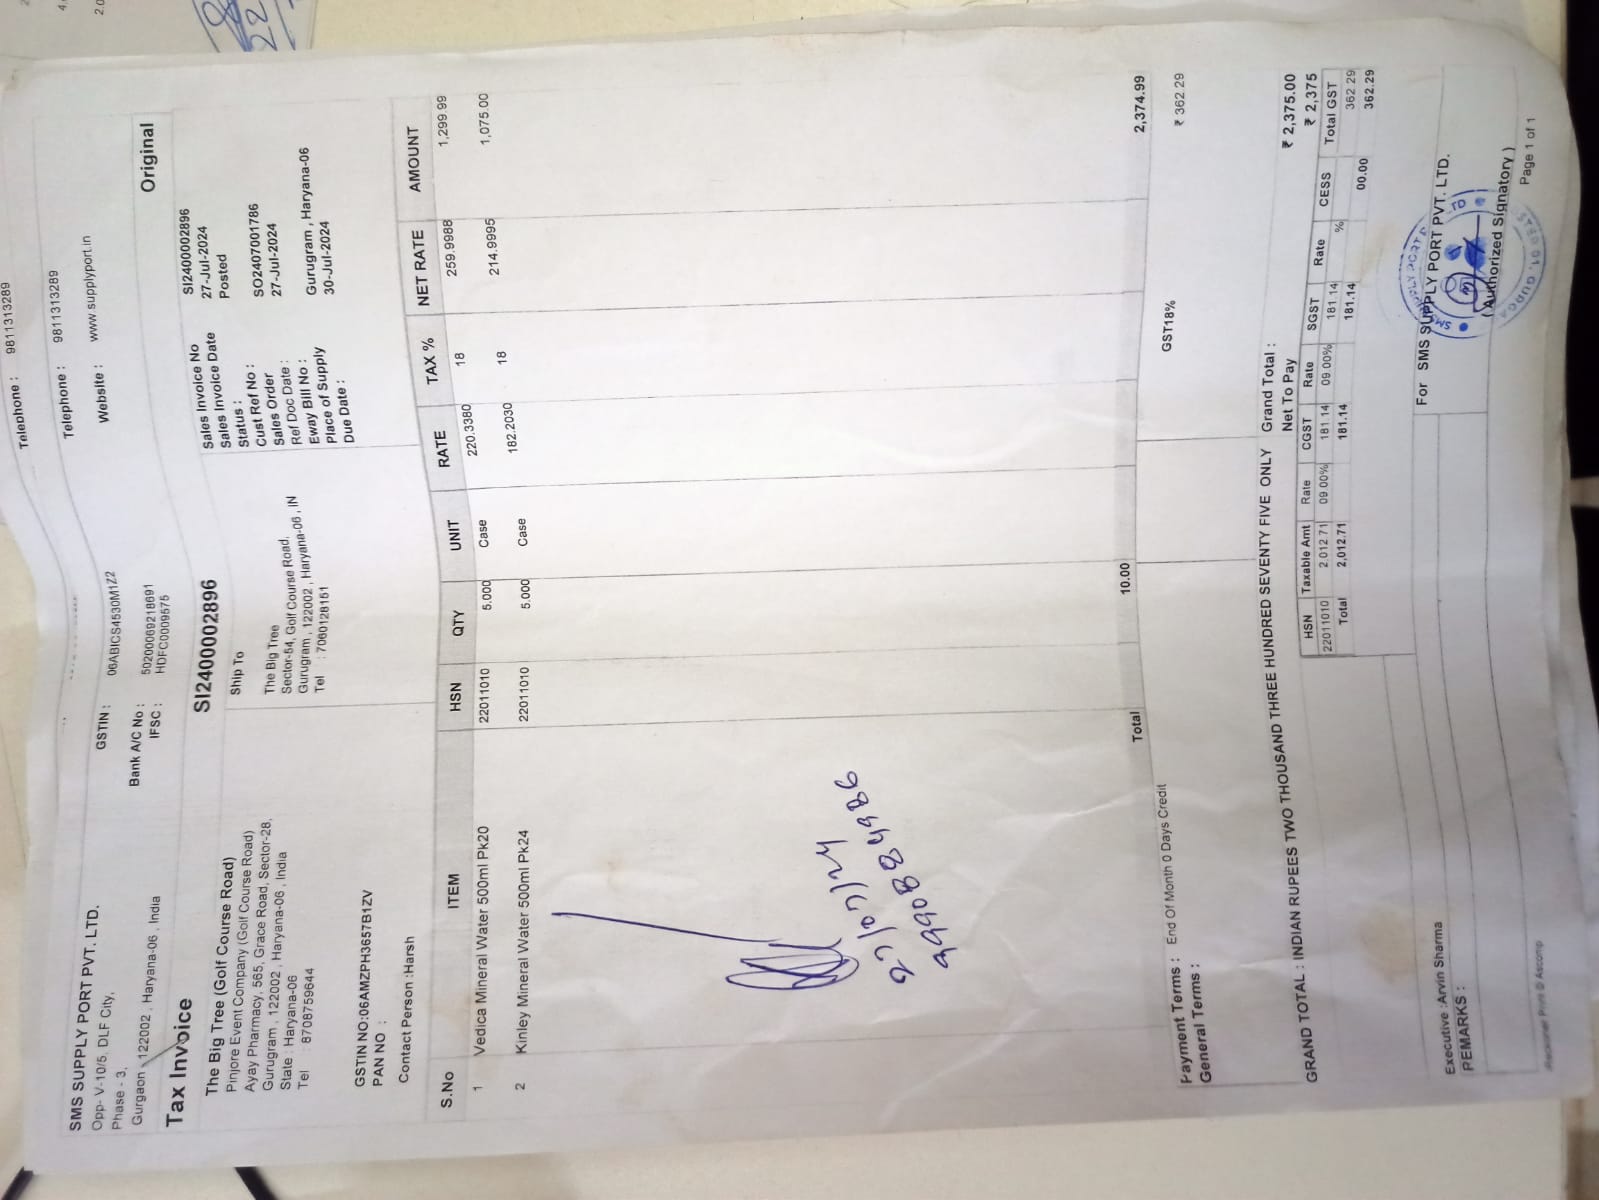 Telephone : 9811313289
SMS SUPPLY PORT PVT. LTD.
Opp- V-10/5, DLF City,
Phase - 3,
Gurgaon , 122002 , Haryana-06 , India
GSTIN : 06ABICS4530M1Z2
Bank A/C No : 50200069218691
IFSC : HDFC0009575
Telephone : 9811313289
Website : www.supplyport.in
Tax Invoice SI2400002896 Original
The Big Tree (Golf Course Road)
Pinjore Event Company (Golf Course Road)
Ayay Pharmacy, 565, Grace Road, Sector-28,
Gurugram , 122002 , Haryana-06 , India
State : Haryana-06
Tel : 8708759644
GSTIN NO:06AMZPH3657B1ZV
PAN NO :
Contact Person :Harsh
Ship To
The Big Tree
Sector-54, Golf Course Road,
Gurugram , 122002 , Haryana-06 , IN
Tel : 7060128151
Sales Invoice No SI2400002896
Sales Invoice Date 27-Jul-2024
Status : Posted
Cust Ref No :
Sales Order SO2407001786
Ref Doc Date : 27-Jul-2024
Eway Bill No :
Place of Supply Gurugram , Haryana-06
Due Date : 30-Jul-2024
S.No ITEM HSN QTY UNIT RATE TAX % NET RATE AMOUNT
1 Vedica Mineral Water 500ml Pk20 22011010 5.000 Case 220.3380 18 259.9988 1,299.99
2 Kinley Mineral Water 500ml Pk24 22011010 5.000 Case 182.2030 18 214.9995 1,075.00
27/07/24
9990884986
Total 10.00 2,374.99
Payment Terms : End Of Month 0 Days Credit
General Terms :
GST18% ₹ 362.29
GRAND TOTAL : INDIAN RUPEES TWO THOUSAND THREE HUNDRED SEVENTY FIVE ONLY Grand Total : ₹ 2,375.00
Net To Pay ₹ 2,375
HSN Taxable Amt Rate CGST Rate SGST Rate CESS Total GST
22011010 2,012.71 09.00% 181.14 09.00% 181.14 % 362.29
Total 2,012.71 181.14 181.14 00.00 362.29
Executive :Arvin Sharma
REMARKS :
For SMS SUPPLY PORT PVT. LTD.
( Authorized Signatory )
Page 1 of 1